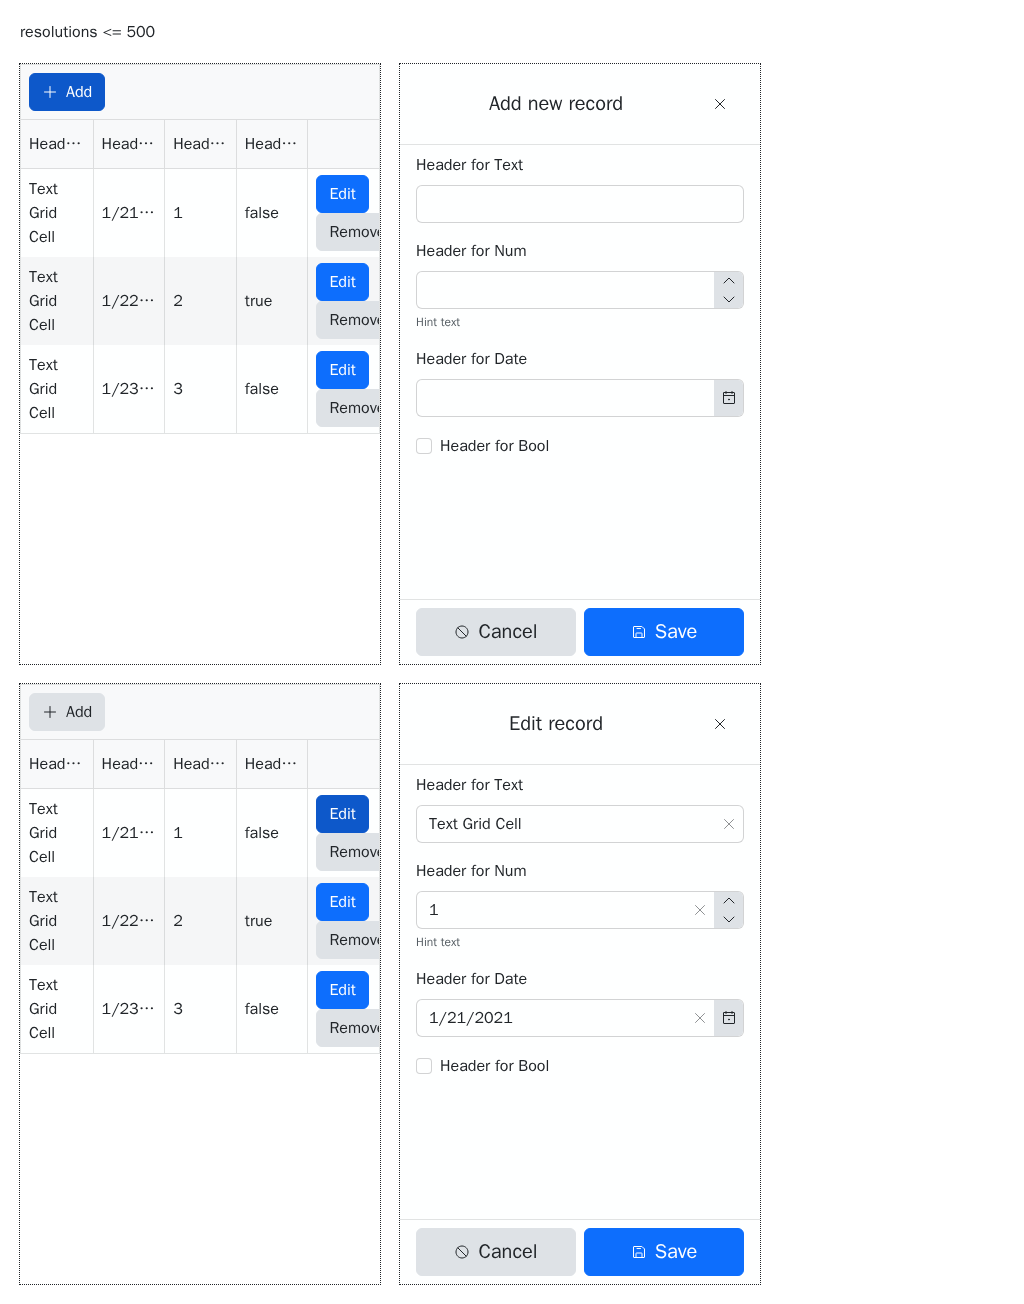 resolutions <= 500
Add
Head··· Head··· Head··· Head···
Text Grid Cell 1/21··· 1 false Edit Remove
Text Grid Cell 1/22··· 2 true Edit Remove
Text Grid Cell 1/23··· 3 false Edit Remove
Add new record
Header for Text
Header for Num
Hint text
Header for Date
Header for Bool
Cancel Save
Add
Head··· Head··· Head··· Head···
Text Grid Cell 1/21··· 1 false Edit Remove
Text Grid Cell 1/22··· 2 true Edit Remove
Text Grid Cell 1/23··· 3 false Edit Remove
Edit record
Header for Text
Text Grid Cell
Header for Num
1
Hint text
Header for Date
1/21/2021
Header for Bool
Cancel Save